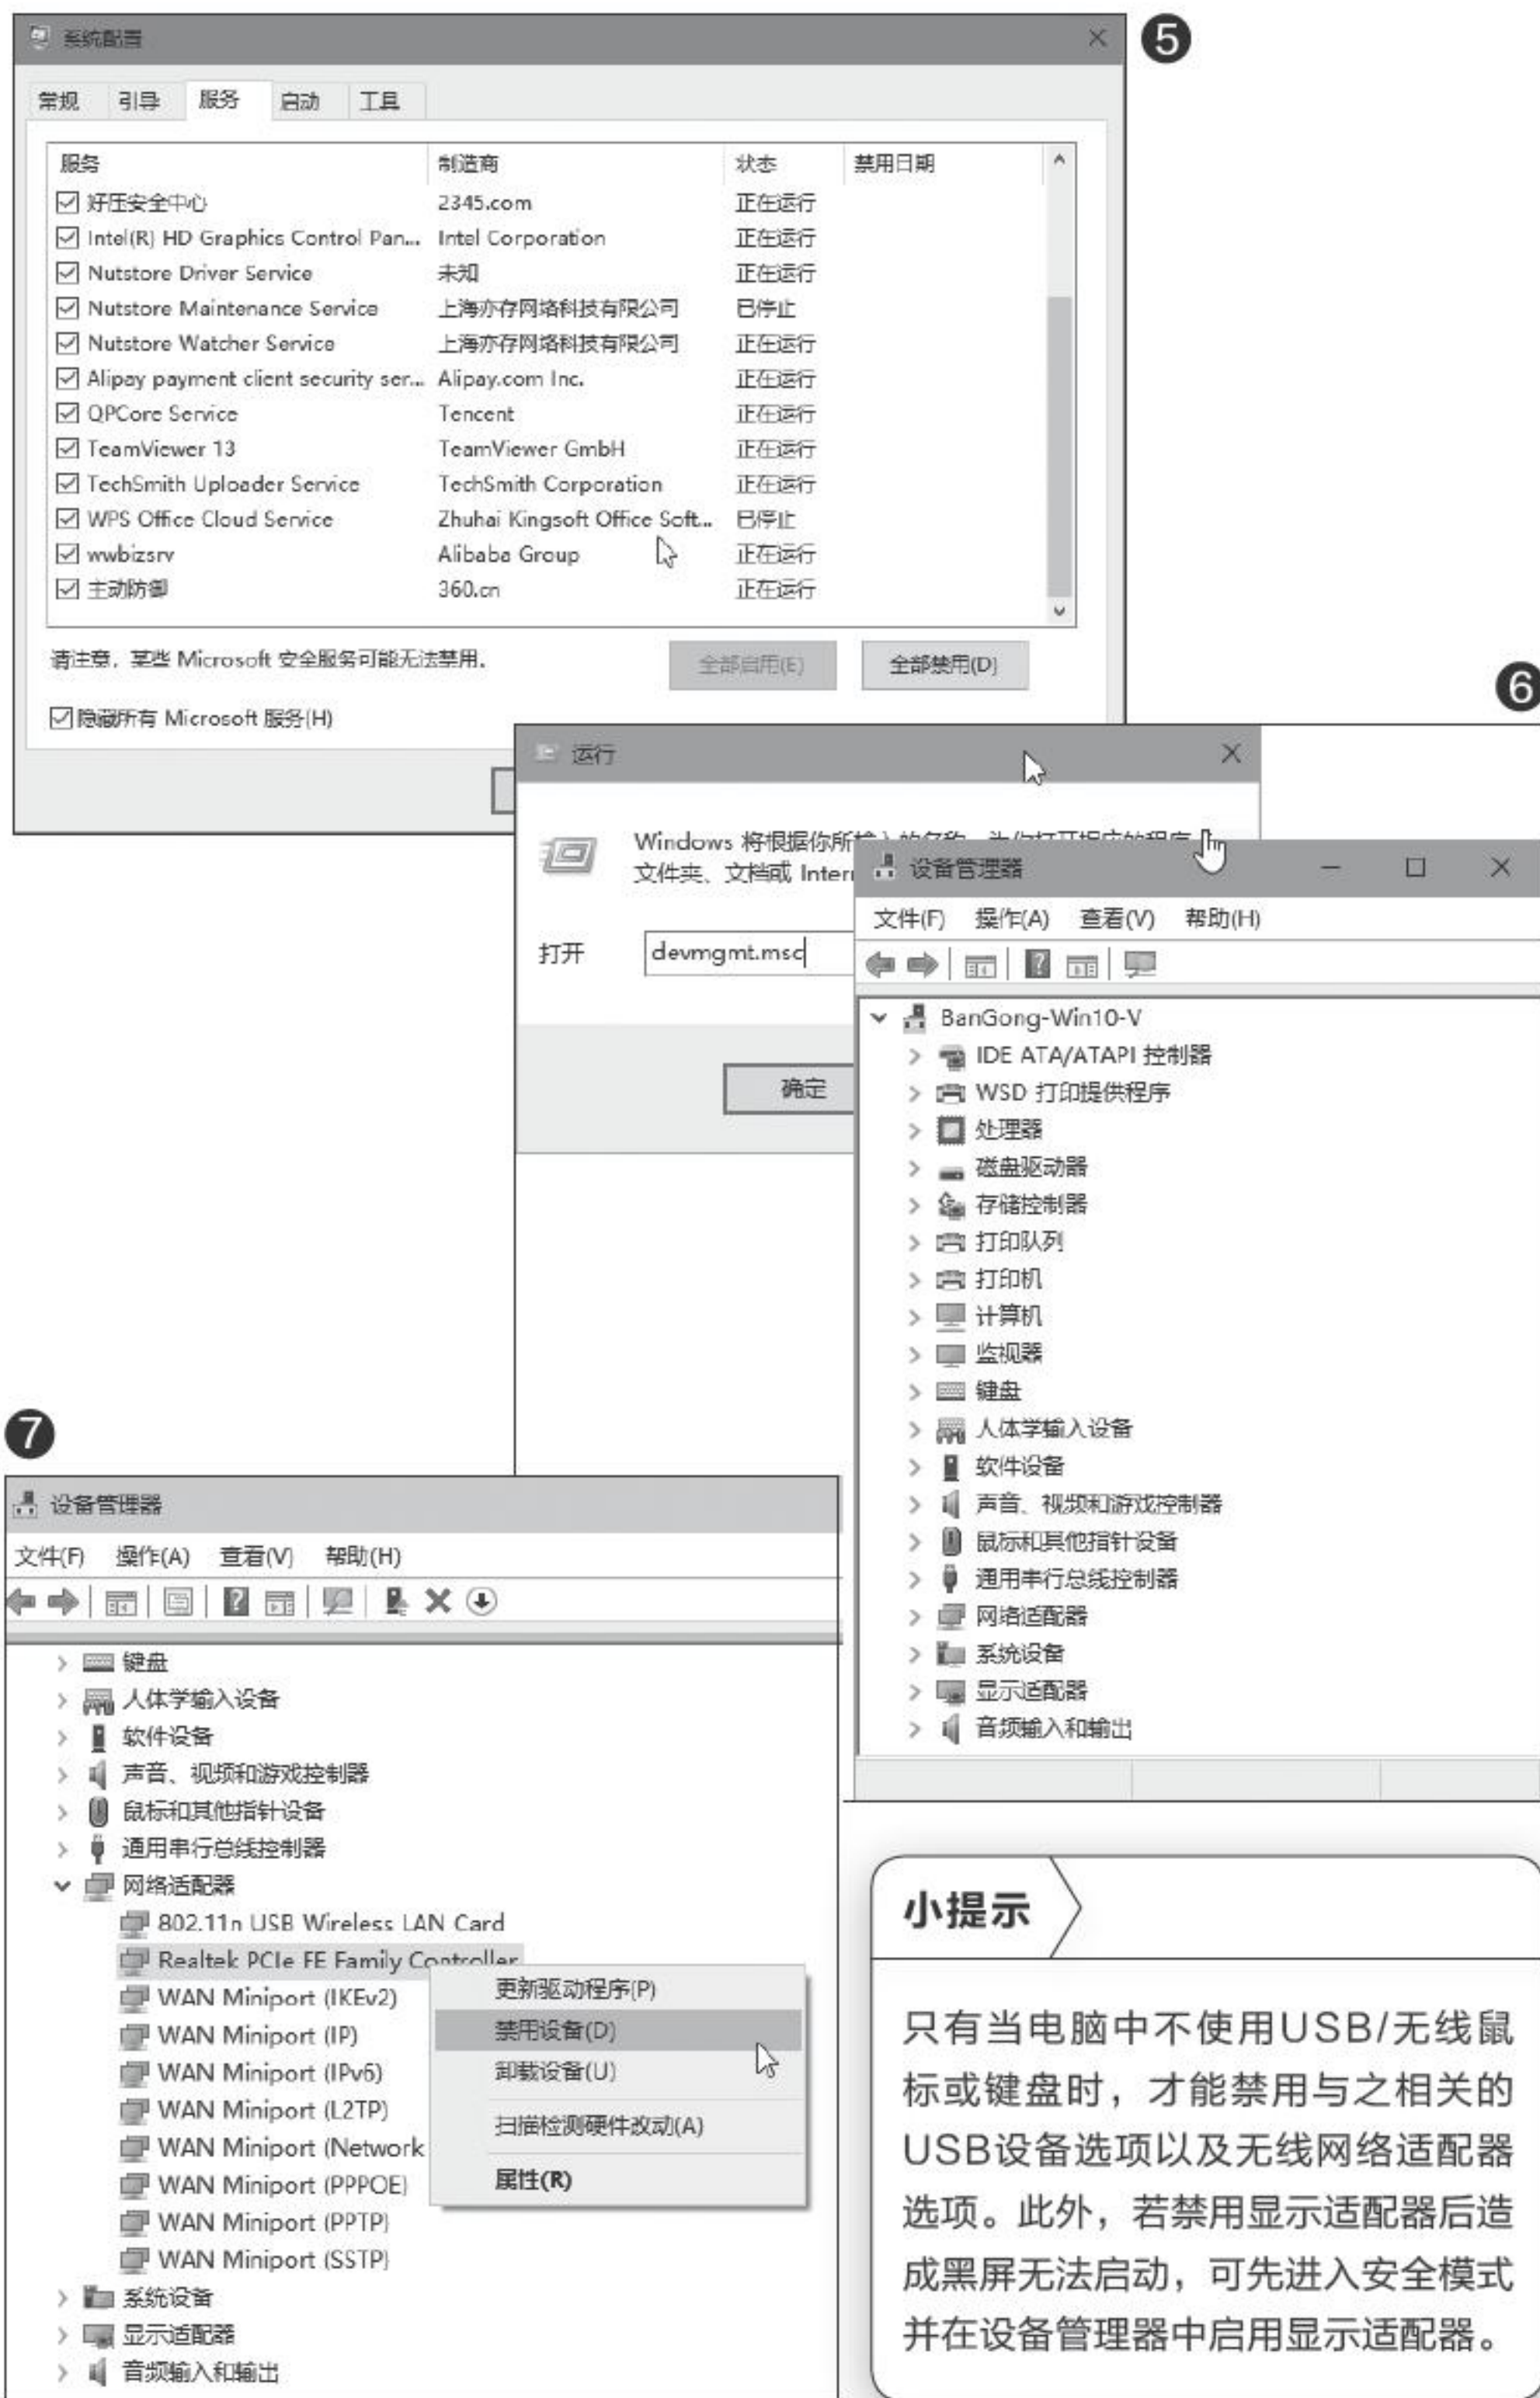 系统配置
❺
常规 引导 服务 启动 工具
服务 制造商 状态 禁用日期
好压安全中心 2345.com 正在运行
Intel(R) HD Graphics Control Pan... Intel Corporation 正在运行
Nutstore Driver Service 未知 正在运行
Nutstore Maintenance Service 上海亦存网络科技有限公司 已停止
Nutstore Watcher Service 上海亦存网络科技有限公司 正在运行
Alipay payment client security ser... Alipay.com Inc. 正在运行
QPCore Service Tencent 正在运行
TeamViewer 13 TeamViewer GmbH 正在运行
TechSmith Uploader Service TechSmith Corporation 正在运行
WPS Office Cloud Service Zhuhai Kingsoft Office Soft... 已停止
wwbizsrv Alibaba Group 正在运行
主动防御 360.cn 正在运行
请注意，某些 Microsoft 安全服务可能无法禁用。
全部启用(E) 全部禁用(D)
隐藏所有 Microsoft 服务(H)
❻
运行
Windows 将根据你所
文件夹、文档或 Inter
打开 devmgmt.msc
确定
设备管理器
文件(F) 操作(A) 查看(V) 帮助(H)
BanGong-Win10-V
IDE ATA/ATAPI 控制器
WSD 打印提供程序
处理器
磁盘驱动器
存储控制器
打印队列
打印机
计算机
监视器
键盘
人体学输入设备
软件设备
声音、视频和游戏控制器
鼠标和其他指针设备
通用串行总线控制器
网络适配器
系统设备
显示适配器
音频输入和输出
❼
设备管理器
文件(F) 操作(A) 查看(V) 帮助(H)
键盘
人体学输入设备
软件设备
声音、视频和游戏控制器
鼠标和其他指针设备
通用串行总线控制器
网络适配器
802.11n USB Wireless LAN Card
Realtek PCIe FE Family Controller
WAN Miniport (IKEv2)
WAN Miniport (IP)
WAN Miniport (IPv6)
WAN Miniport (L2TP)
WAN Miniport (Network
WAN Miniport (PPPOE)
WAN Miniport (PPTP)
WAN Miniport (SSTP)
系统设备
显示适配器
音频输入和输出
更新驱动程序(P)
禁用设备(D)
卸载设备(U)
扫描检测硬件改动(A)
属性(R)
小提示
只有当电脑中不使用USB/无线鼠
标或键盘时，才能禁用与之相关的
USB设备选项以及无线网络适配器
选项。此外，若禁用显示适配器后造
成黑屏无法启动，可先进入安全模式
并在设备管理器中启用显示适配器。